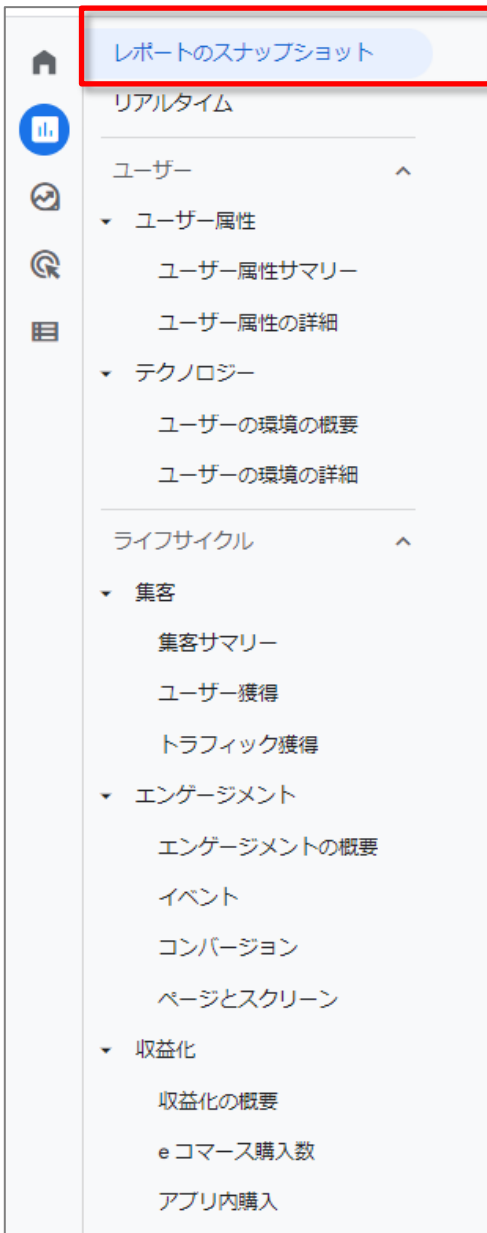 レポートのスナップショット
リアルタイム
ユーザー
ユーザー属性
ユーザー属性サマリー
ユーザー属性の詳細
テクノロジー
ユーザーの環境の概要
ユーザーの環境の詳細
ライフサイクル
集客
集客サマリー
ユーザー獲得
トラフィック獲得
エンゲージメント
エンゲージメントの概要
イベント
コンバージョン
ページとスクリーン
収益化
収益化の概要
e コマース購入数
アプリ内購入